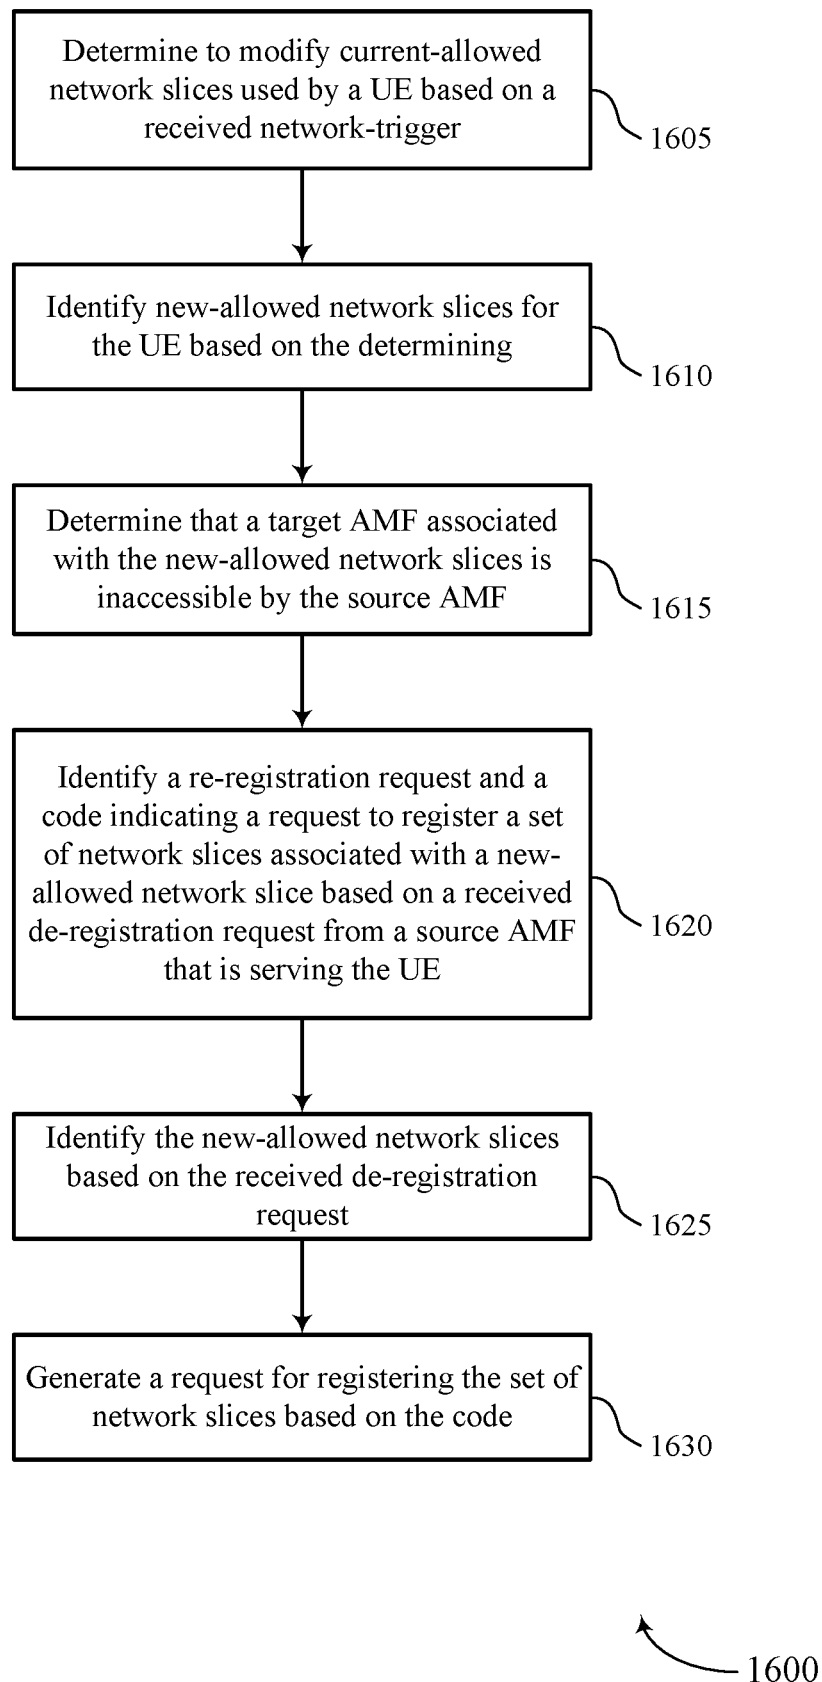 Determine to modify current-allowed
network slices used by a UE based on a
received network-trigger
1605
Identify new-allowed network slices for
the UE based on the determining
1610
Determine that a target AMF associated
with the new-allowed network slices is
inaccessible by the source AMF
1615
Identify a re-registration request and a
code indicating a request to register a set
of network slices associated with a new-
allowed network slice based on a received
de-registration request from a source AMF
that is serving the UE
1620
Identify the new-allowed network slices
based on the received de-registration
request
1625
Generate a request for registering the set of
network slices based on the code
1630
1600